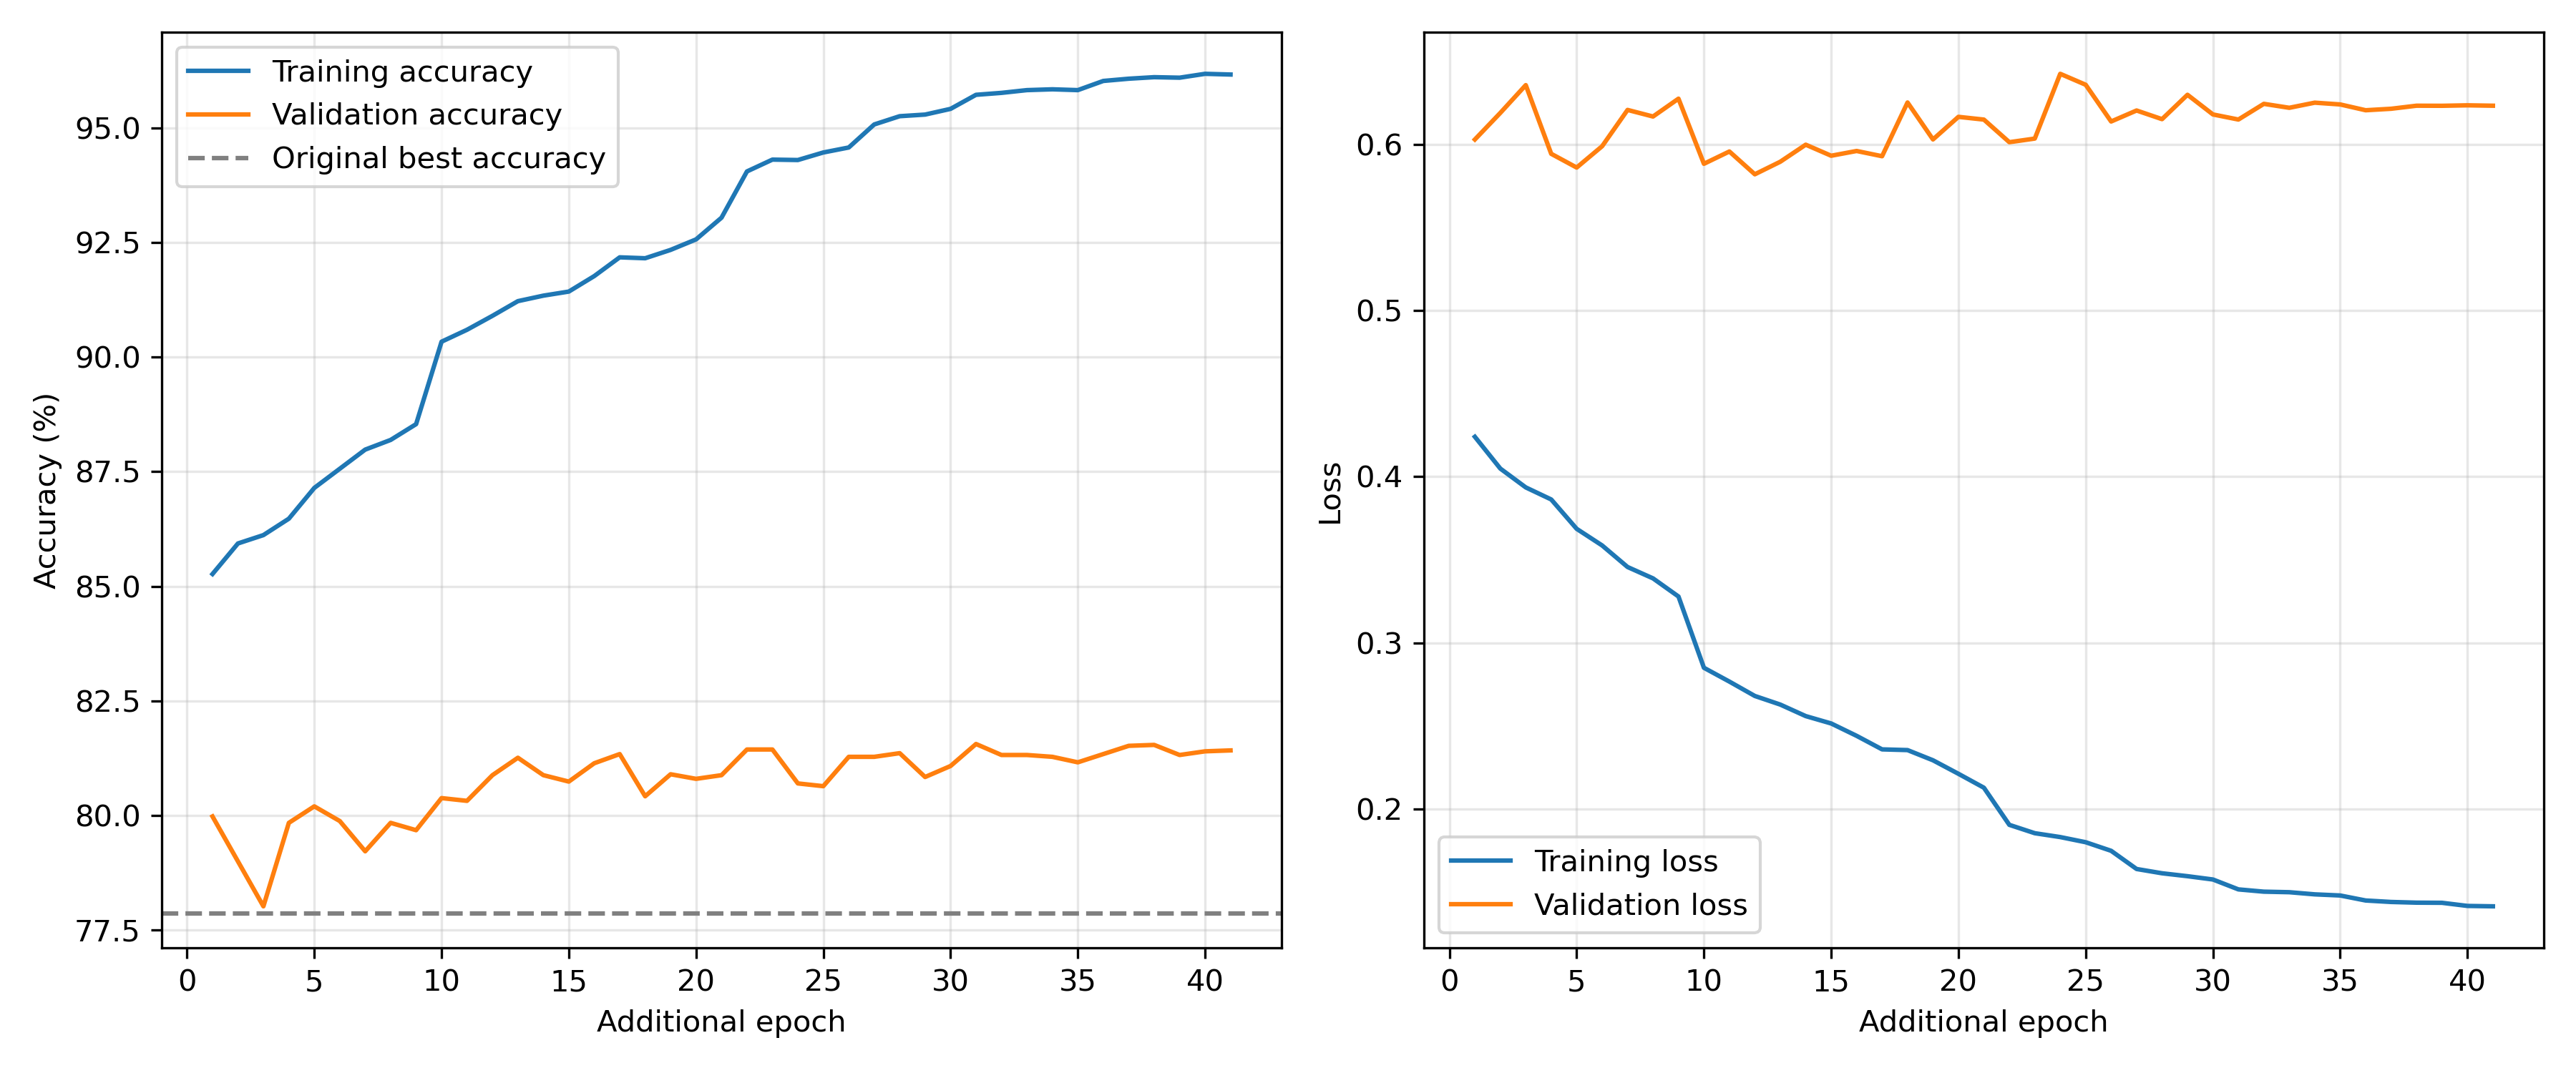 Training accuracy
Validation accuracy
Original best accuracy
Accuracy (%)
95.0
92.5
90.0
87.5
85.0
82.5
80.0
77.5
0 5 10 15 20 25 30 35 40
Additional epoch
Loss
0.6
0.5
0.4
0.3
0.2
Training loss
Validation loss
0 5 10 15 20 25 30 35 40
Additional epoch